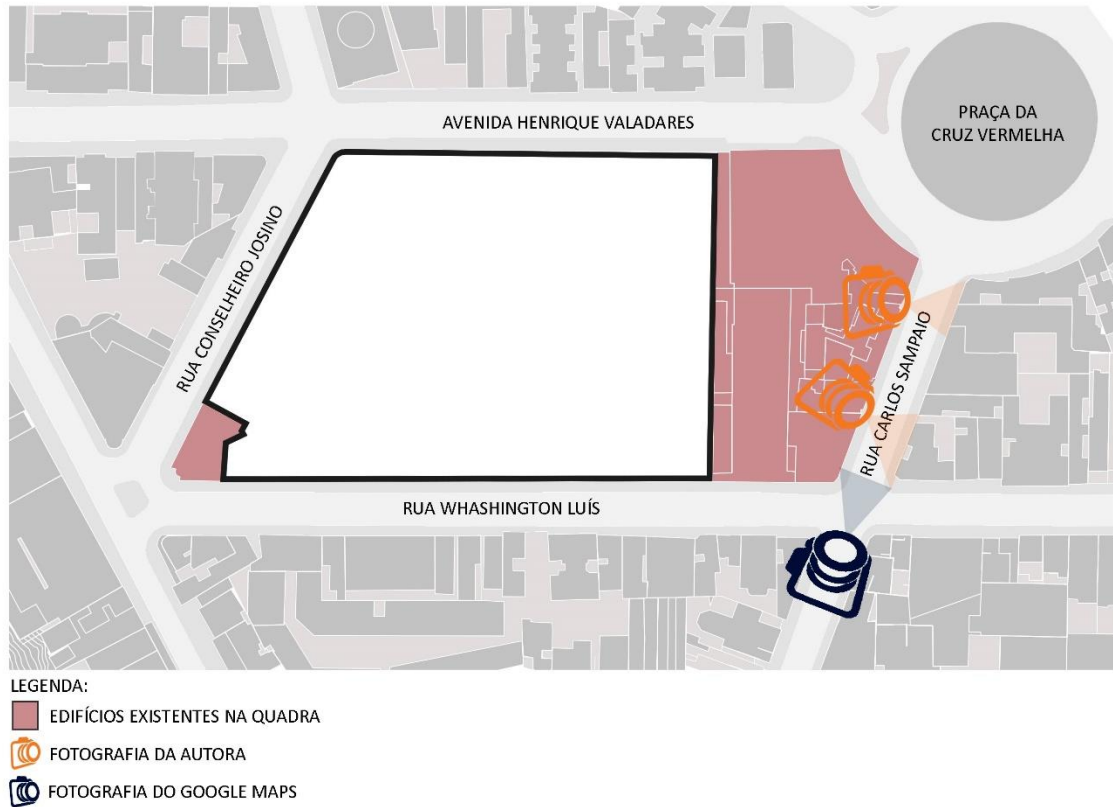 AVENIDA HENRIQUE VALADARES
PRAÇA DA
CRUZ VERMELHA
RUA CONSELHEIRO JOSINO
RUA CARLOS SAMPAIO
RUA WHASHINGTON LUÍS
LEGENDA:
EDIFÍCIOS EXISTENTES NA QUADRA
FOTOGRAFIA DA AUTORA
FOTOGRAFIA DO GOOGLE MAPS